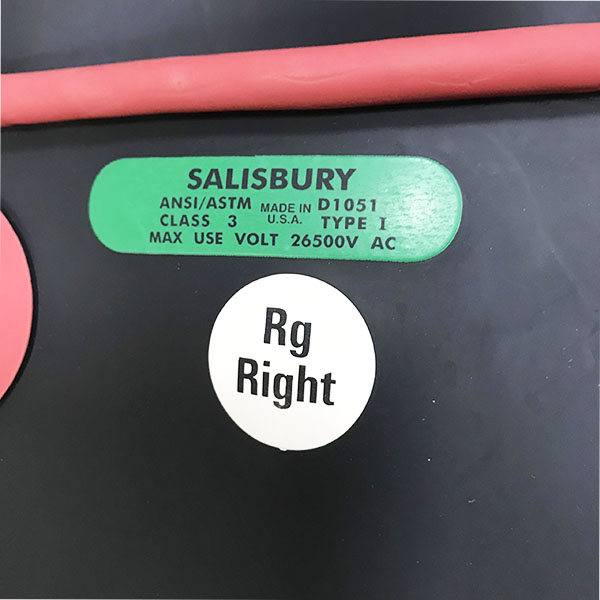 SALISBURY
ANSI/ASTM MADE IN D1051
CLASS 3 U.S.A. TYPE I
MAX USE VOLT 26500V AC
Rg
Right